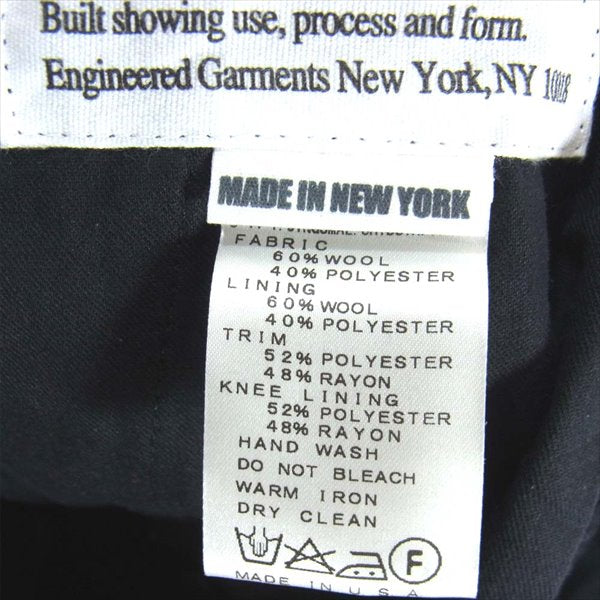 Built showing use, process and form.
Engineered Garments New York, NY 10018
MADE IN NEW YORK
FABRIC
60% WOOL
40% POLYESTER
LINING
60% WOOL
40% POLYESTER
TRIM
52% POLYESTER
48% RAYON
KNEE LINING
52% POLYESTER
48% RAYON
HAND WASH
DO NOT BLEACH
WARM IRON
DRY CLEAN
F
MADE IN U.S.A